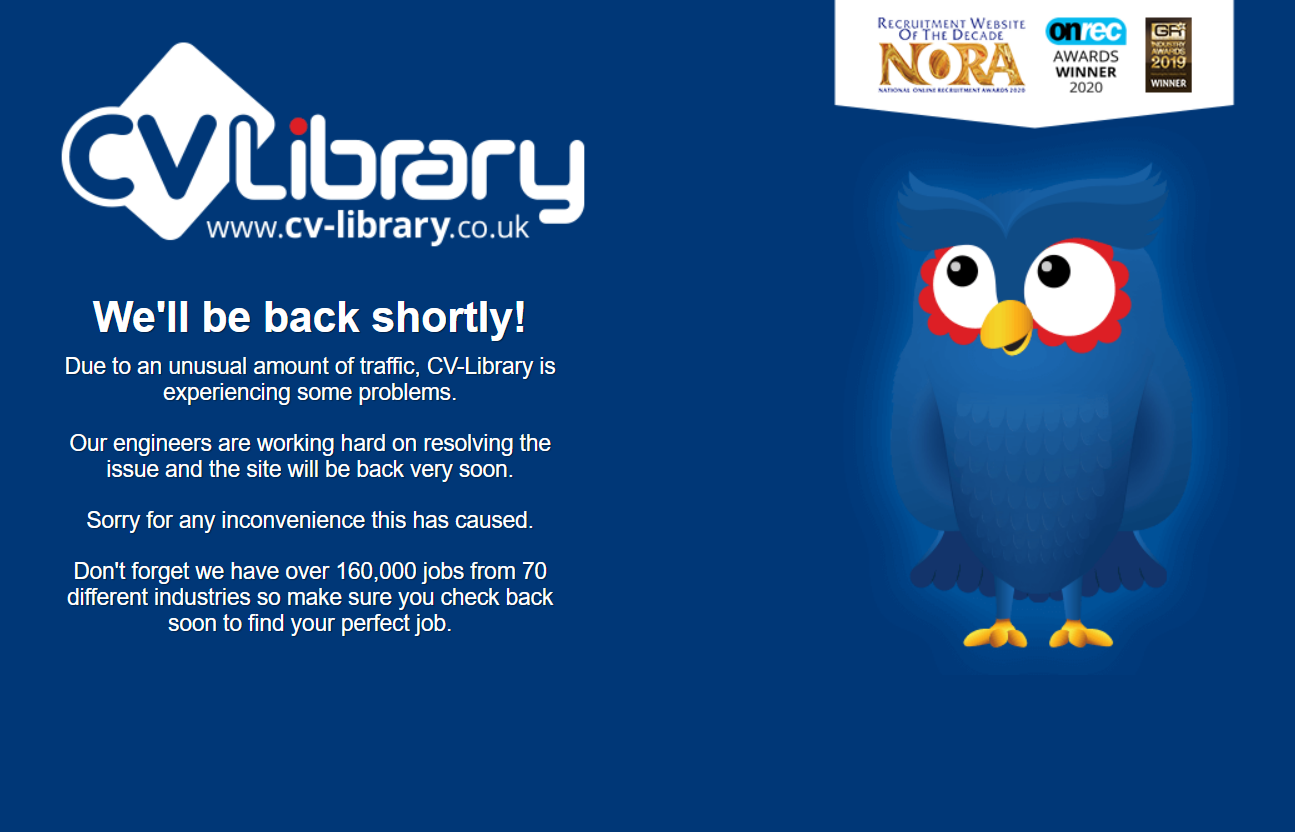 CV Library
www.cv-library.co.uk
RECRUITMENT WEBSITE
OF THE DECADE
NORA
NATIONAL ONLINE RECRUITMENT AWARDS 2020
onrec
AWARDS
WINNER
2020
GRi
INDUSTRY
AWARDS
2019
WINNER
We'll be back shortly!
Due to an unusual amount of traffic, CV-Library is
experiencing some problems.
Our engineers are working hard on resolving the
issue and the site will be back very soon.
Sorry for any inconvenience this has caused.
Don't forget we have over 160,000 jobs from 70
different industries so make sure you check back
soon to find your perfect job.